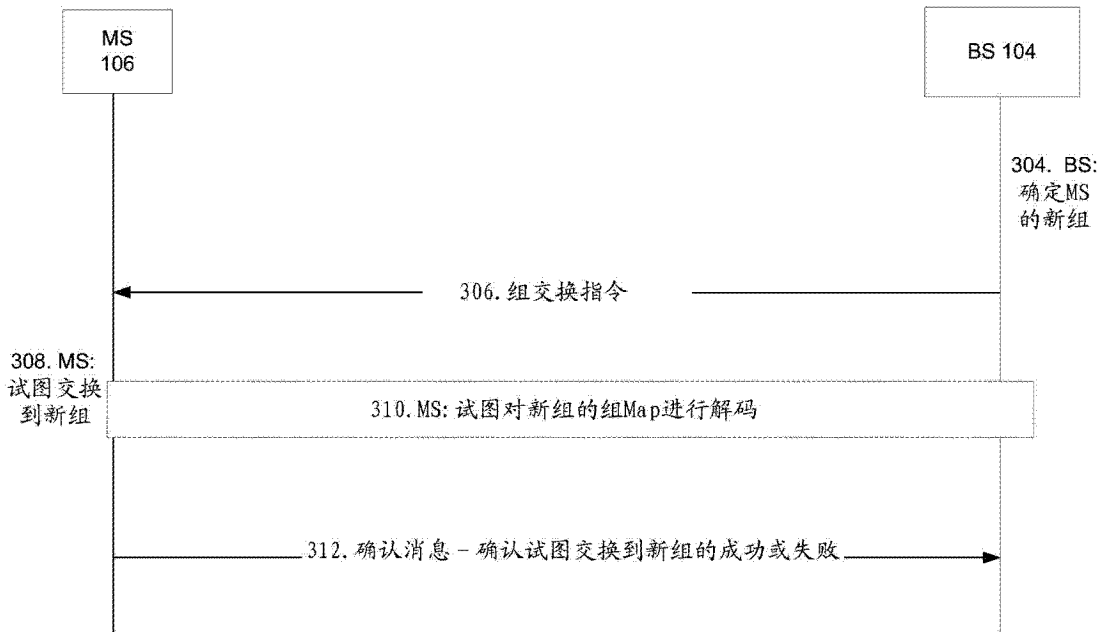 MS
106
BS 104
304. BS:
确定MS
的新组
306.组交换指令
308. MS:
试图交换
到新组
310.MS:试图对新组的组Map进行解码
312.确认消息－确认试图交换到新组的成功或失败